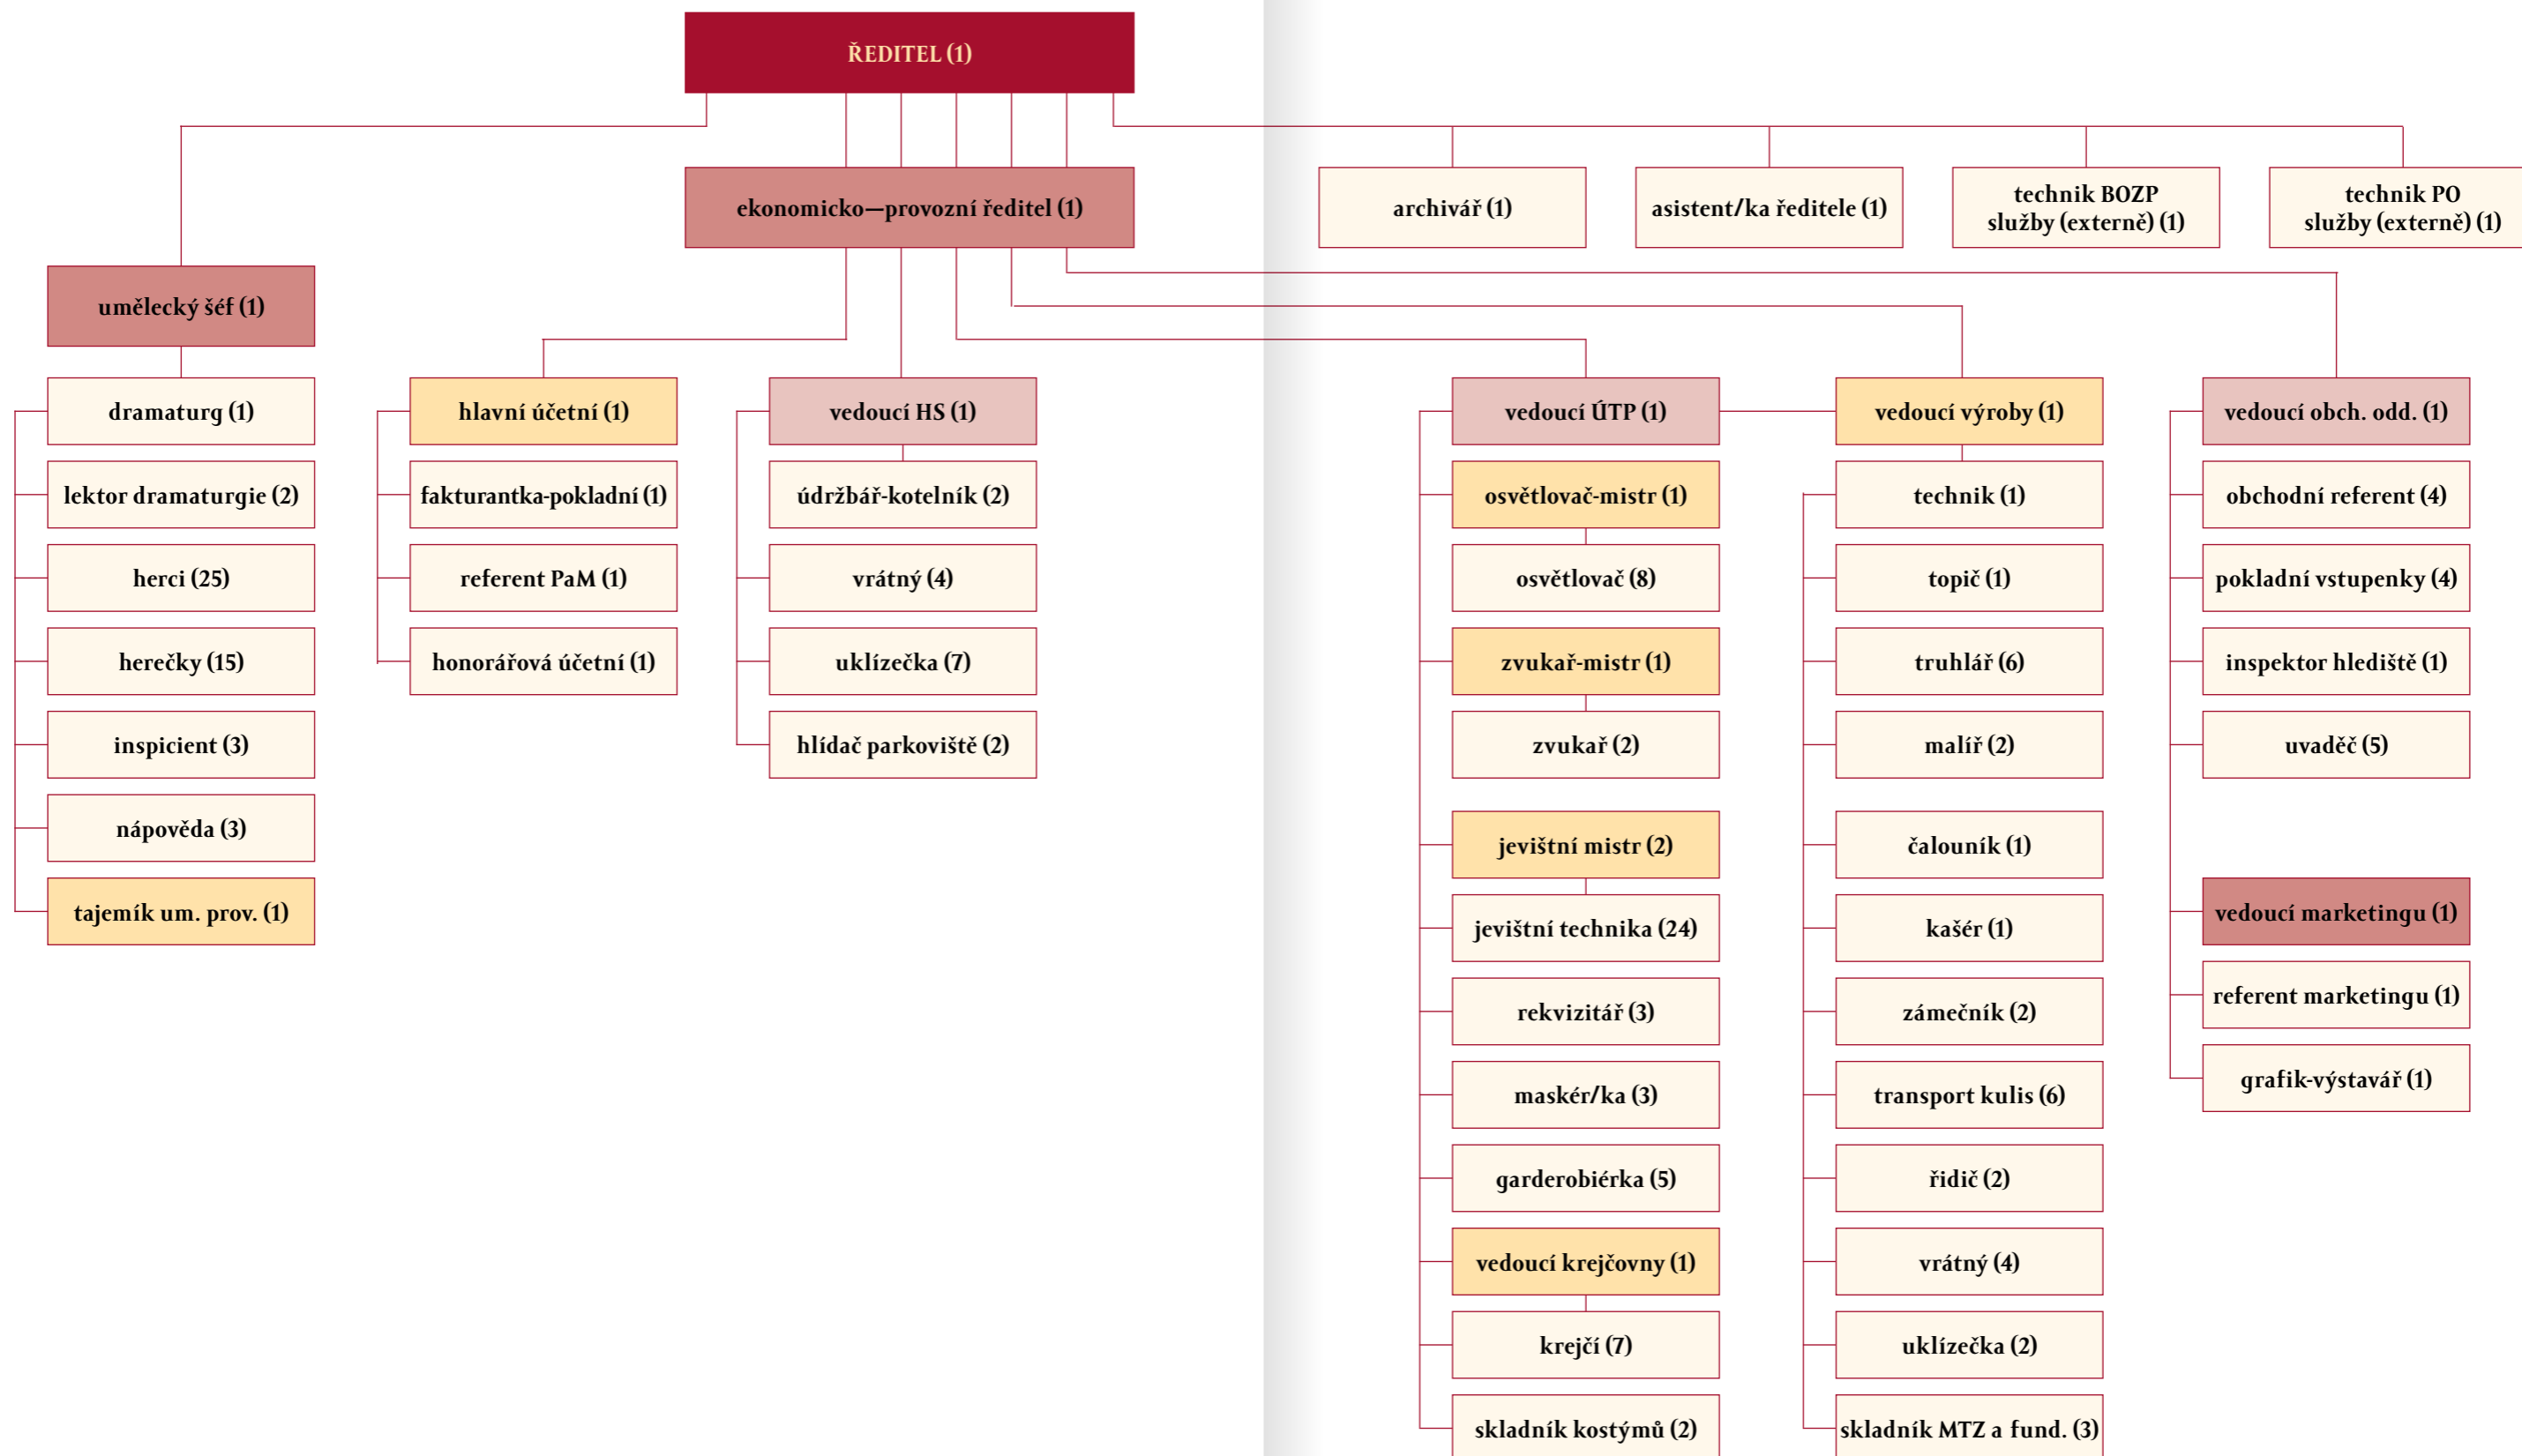 ŘEDITEL (1)
ekonomicko—provozní ředitel (1)
archivář (1)
asistent/ka ředitele (1)
technik BOZP
služby (externě) (1)
technik PO
služby (externě) (1)
umělecký šéf (1)
dramaturg (1)
lektor dramaturgie (2)
herci (25)
herečky (15)
inspicient (3)
nápověda (3)
tajemík um. prov. (1)
hlavní účetní (1)
fakturantka-pokladní (1)
referent PaM (1)
honorářová účetní (1)
vedoucí HS (1)
údržbář-kotelník (2)
vrátný (4)
uklízečka (7)
hlídač parkoviště (2)
vedoucí ÚTP (1)
osvětlovač-mistr (1)
osvětlovač (8)
zvukař-mistr (1)
zvukař (2)
jevištní mistr (2)
jevištní technika (24)
rekvizitář (3)
maskér/ka (3)
garderobiérka (5)
vedoucí krejčovny (1)
krejčí (7)
skladník kostýmů (2)
vedoucí výroby (1)
technik (1)
topič (1)
truhlář (6)
malíř (2)
čalouník (1)
kašér (1)
zámečník (2)
transport kulis (6)
řidič (2)
vrátný (4)
uklízečka (2)
skladník MTZ a fund. (3)
vedoucí obch. odd. (1)
obchodní referent (4)
pokladní vstupenky (4)
inspektor hlediště (1)
uvaděč (5)
vedoucí marketingu (1)
referent marketingu (1)
grafik-výstavář (1)